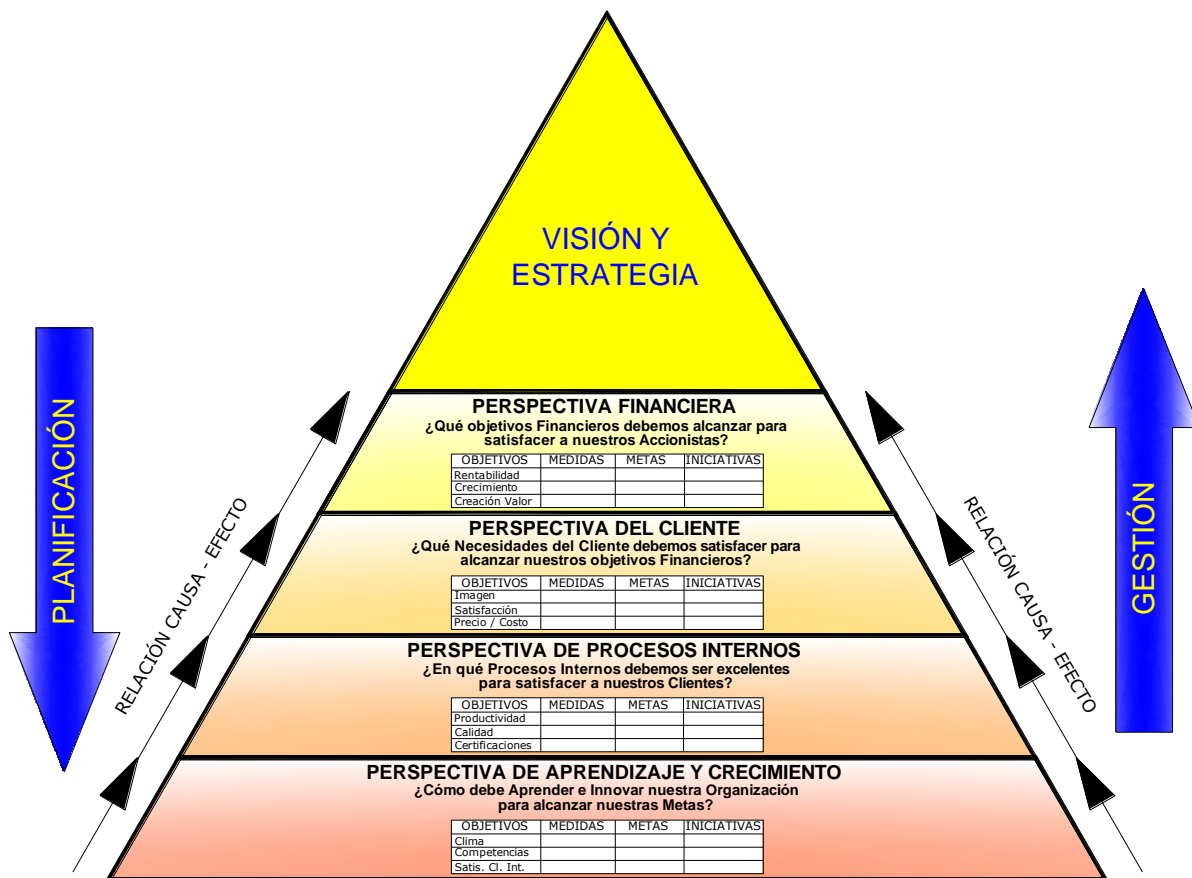 VISIÓN Y
ESTRATEGIA
PLANIFICACIÓN
RELACIÓN CAUSA - EFECTO
PERSPECTIVA FINANCIERA
¿Qué objetivos Financieros debemos alcanzar para
satisfacer a nuestros Accionistas?
OBJETIVOS MEDIDAS METAS INICIATIVAS
Rentabilidad
Crecimiento
Creación Valor
PERSPECTIVA DEL CLIENTE
¿Qué Necesidades del Cliente debemos satisfacer para
alcanzar nuestros objetivos Financieros?
OBJETIVOS MEDIDAS METAS INICIATIVAS
Imagen
Satisfacción
Precio / Costo
PERSPECTIVA DE PROCESOS INTERNOS
¿En qué Procesos Internos debemos ser excelentes
para satisfacer a nuestros Clientes?
OBJETIVOS MEDIDAS METAS INICIATIVAS
Productividad
Calidad
Certificaciones
PERSPECTIVA DE APRENDIZAJE Y CRECIMIENTO
¿Cómo debe Aprender e Innovar nuestra Organización
para alcanzar nuestras Metas?
OBJETIVOS MEDIDAS METAS INICIATIVAS
Clima
Competencias
Satis. Cl. Int.
RELACIÓN CAUSA - EFECTO
GESTIÓN